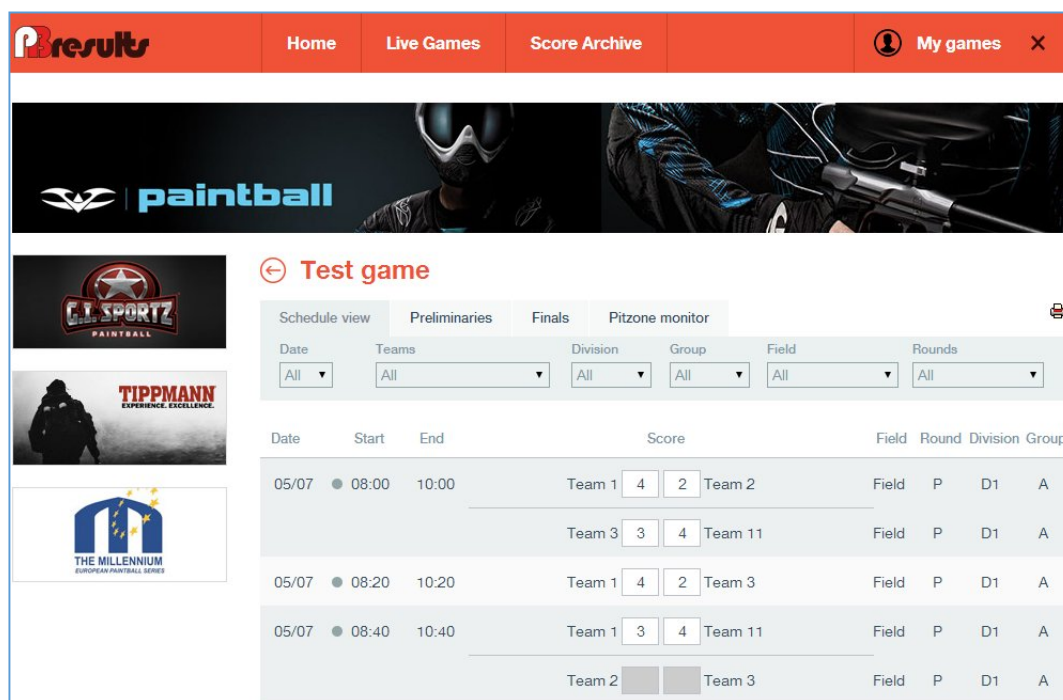 PBresults Home Live Games Score Archive My games X
paintball
G.I. SPORTZ
PAINTBALL
TIPPMANN
EXPERIENCE. EXCELLENCE.
THE MILLENNIUM
EUROPEAN PAINTBALL SERIES
Test game
Schedule view Preliminaries Finals Pitzone monitor
Date Teams Division Group Field Rounds
All All All All All All
Date Start End Score Field Round Division Group
05/07 08:00 10:00 Team 1 4 2 Team 2 Field P D1 A
Team 3 3 4 Team 11 Field P D1 A
05/07 08:20 10:20 Team 1 4 2 Team 3 Field P D1 A
05/07 08:40 10:40 Team 1 3 4 Team 11 Field P D1 A
Team 2 Team 3 Field P D1 A